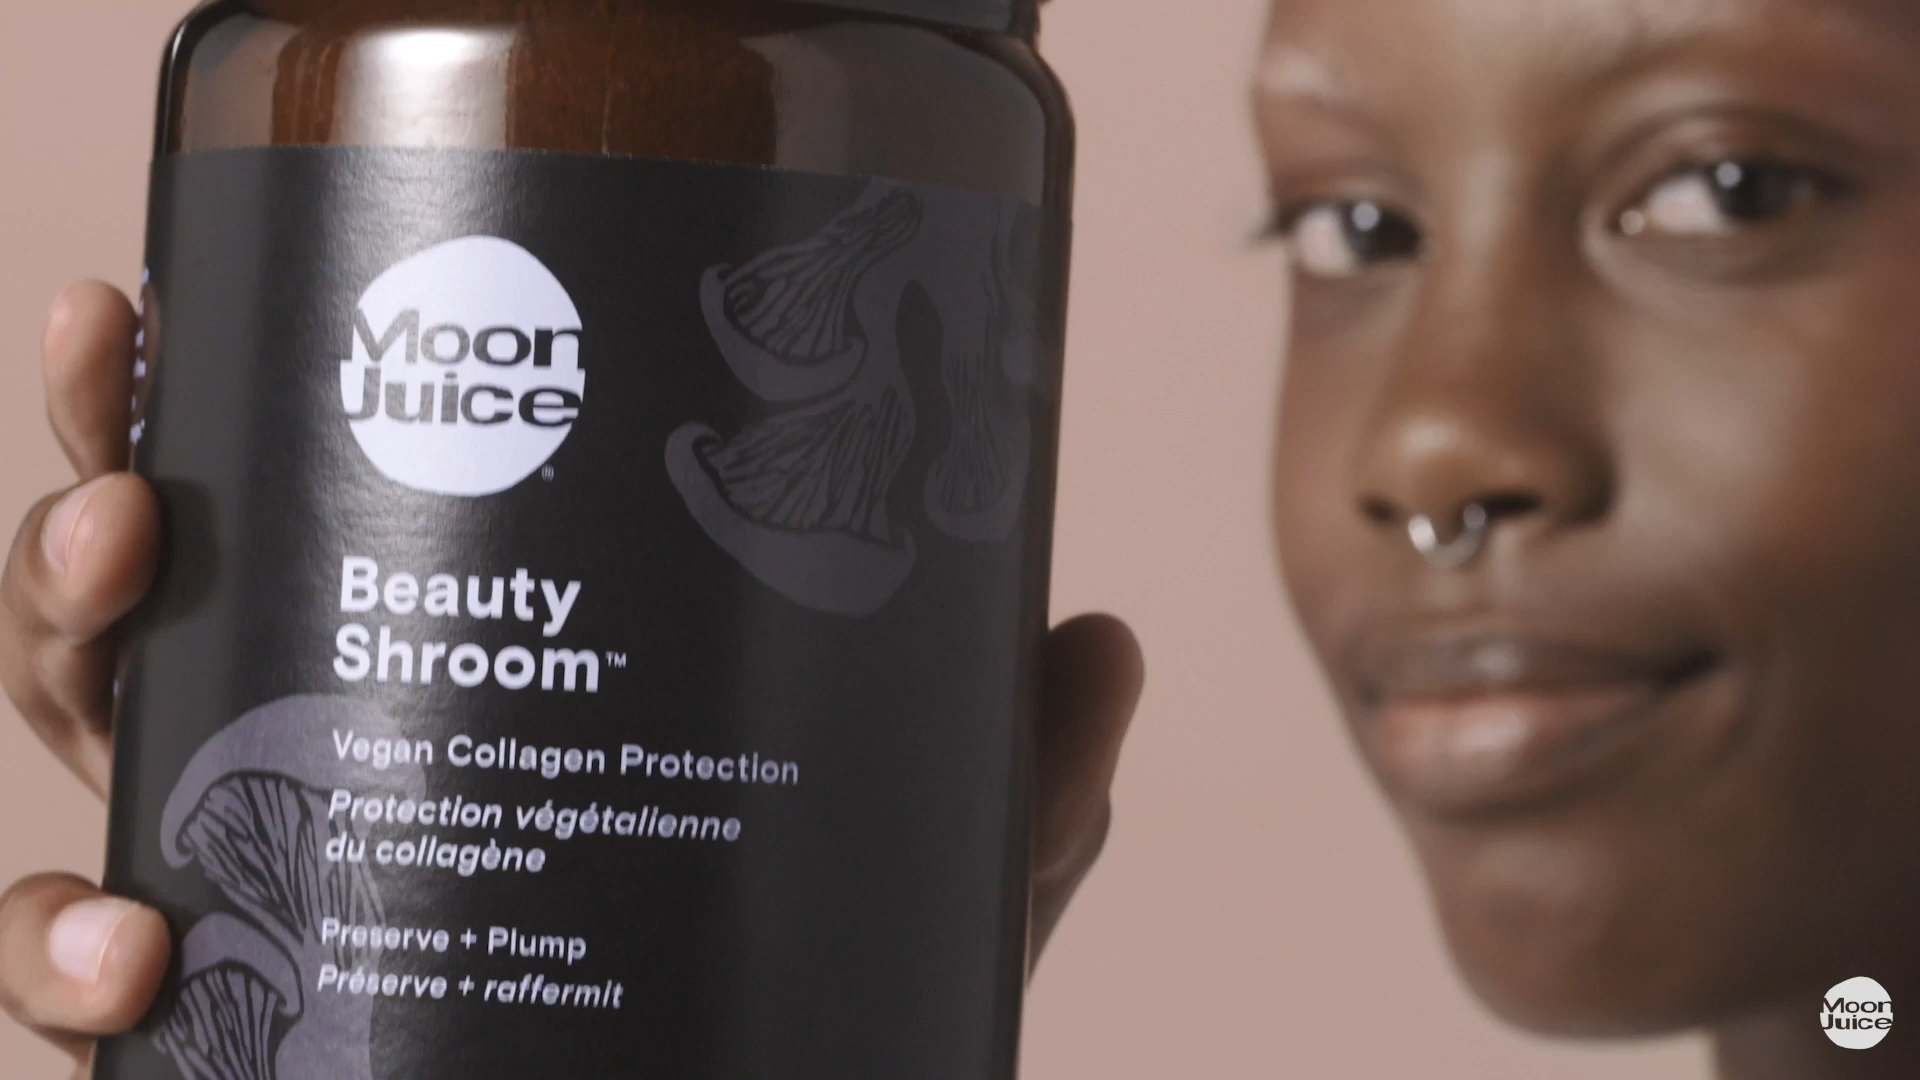 Moon
Juice
®
Beauty
Shroom™
Vegan Collagen Protection
Protection végétalienne
du collagène
Preserve + Plump
Préserve + raffermit
Moon
Juice